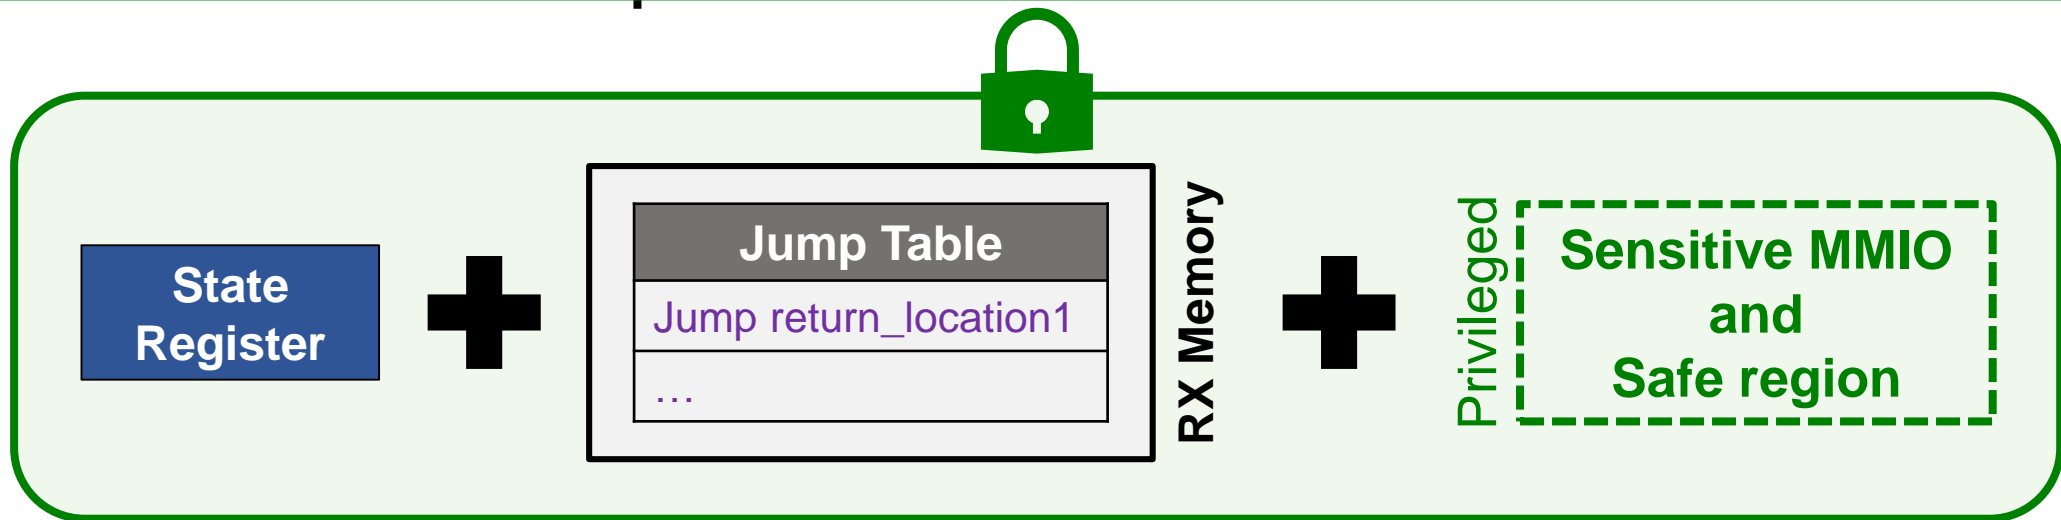 State
Register
Jump Table
Jump return_location1
…
RX Memory
Privileged
Sensitive MMIO
and
Safe region